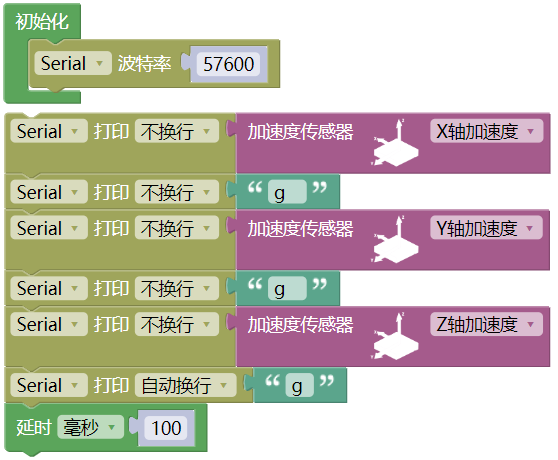 初始化
Serial 波特率 57600
Serial 打印 不换行 加速度传感器 X轴加速度
Serial 打印 不换行 “ g ”
Serial 打印 不换行 加速度传感器 Y轴加速度
Serial 打印 不换行 “ g ”
Serial 打印 不换行 加速度传感器 Z轴加速度
Serial 打印 自动换行 “ g ”
延时 毫秒 100